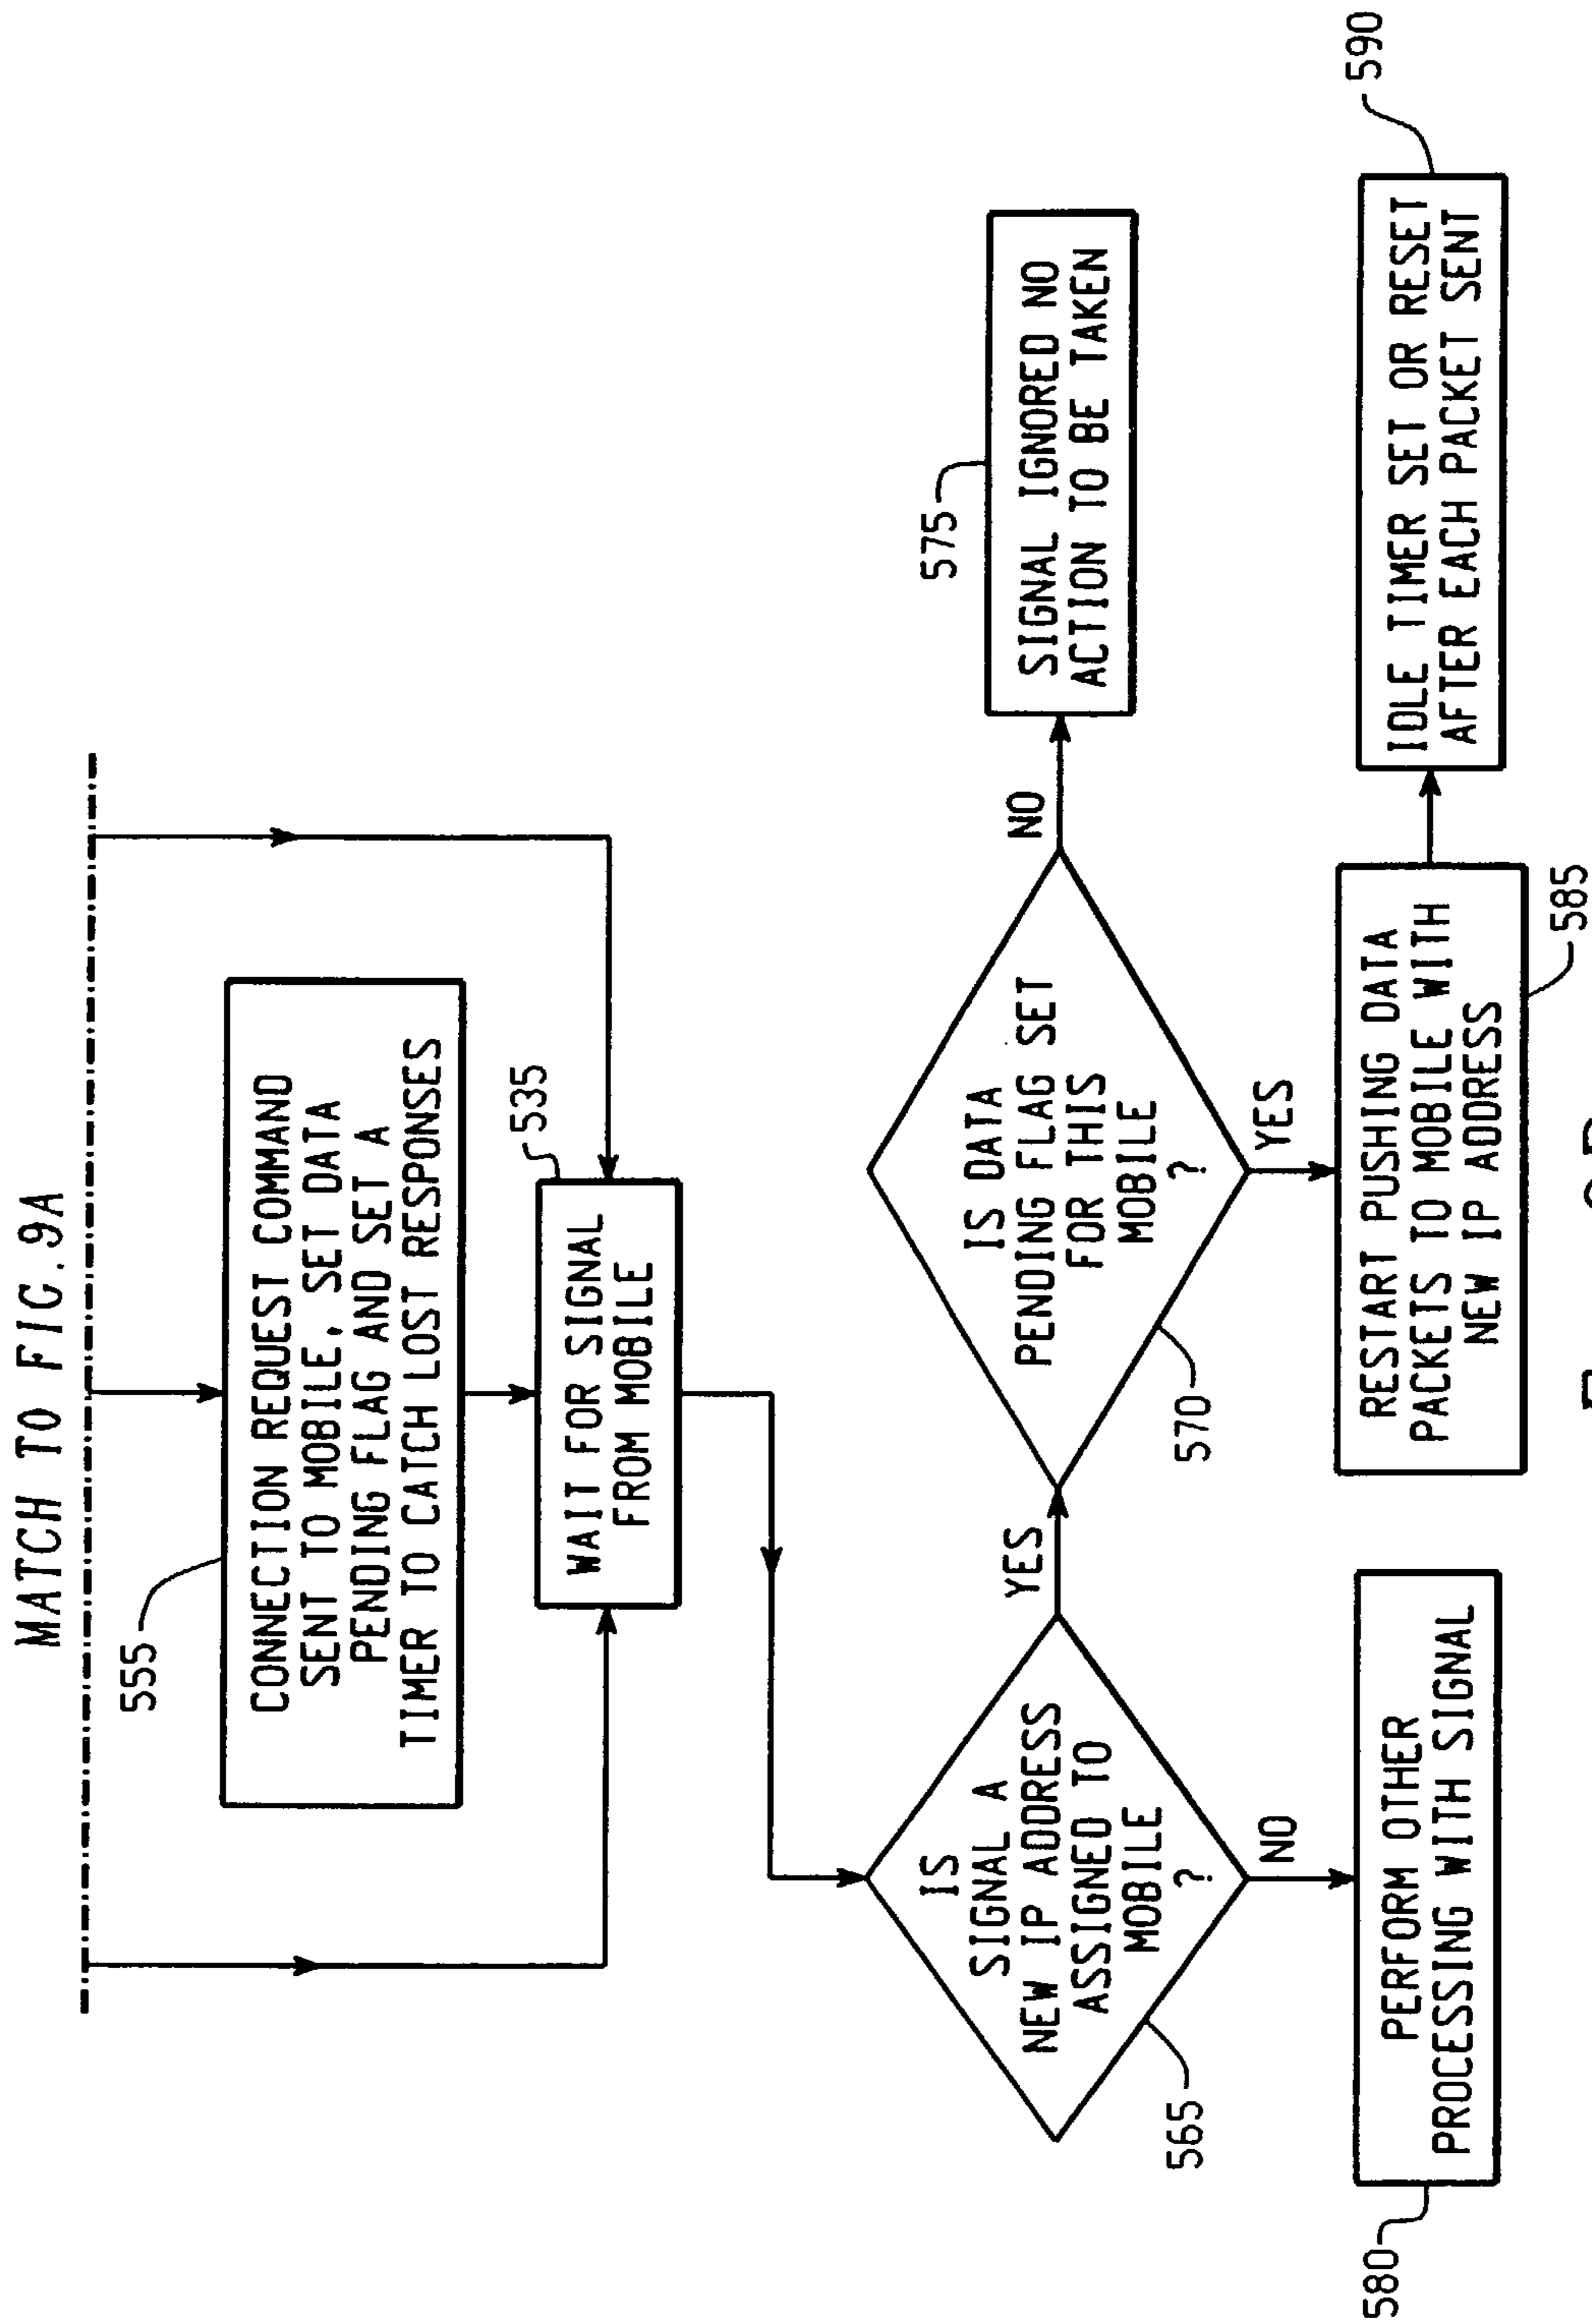 MATCH TO FIG.9A
555
CONNECTION REQUEST COMMAND
SENT TO MOBILE, SET DATA
PENDING FLAG AND SET A
TIMER TO CATCH LOST RESPONSES
535
WAIT FOR SIGNAL
FROM MOBILE
IS
SIGNAL A
NEW IP ADDRESS
ASSIGNED TO
MOBILE
?
565
YES
NO
IS DATA
PENDING FLAG SET
FOR THIS
MOBILE
?
570
NO
YES
575
SIGNAL IGNORED NO
ACTION TO BE TAKEN
580
PERFORM OTHER
PROCESSING WITH SIGNAL
RESTART PUSHING DATA
PACKETS TO MOBILE WITH
NEW IP ADDRESS
585
590
IDLE TIMER SET OR RESET
AFTER EACH PACKET SENT